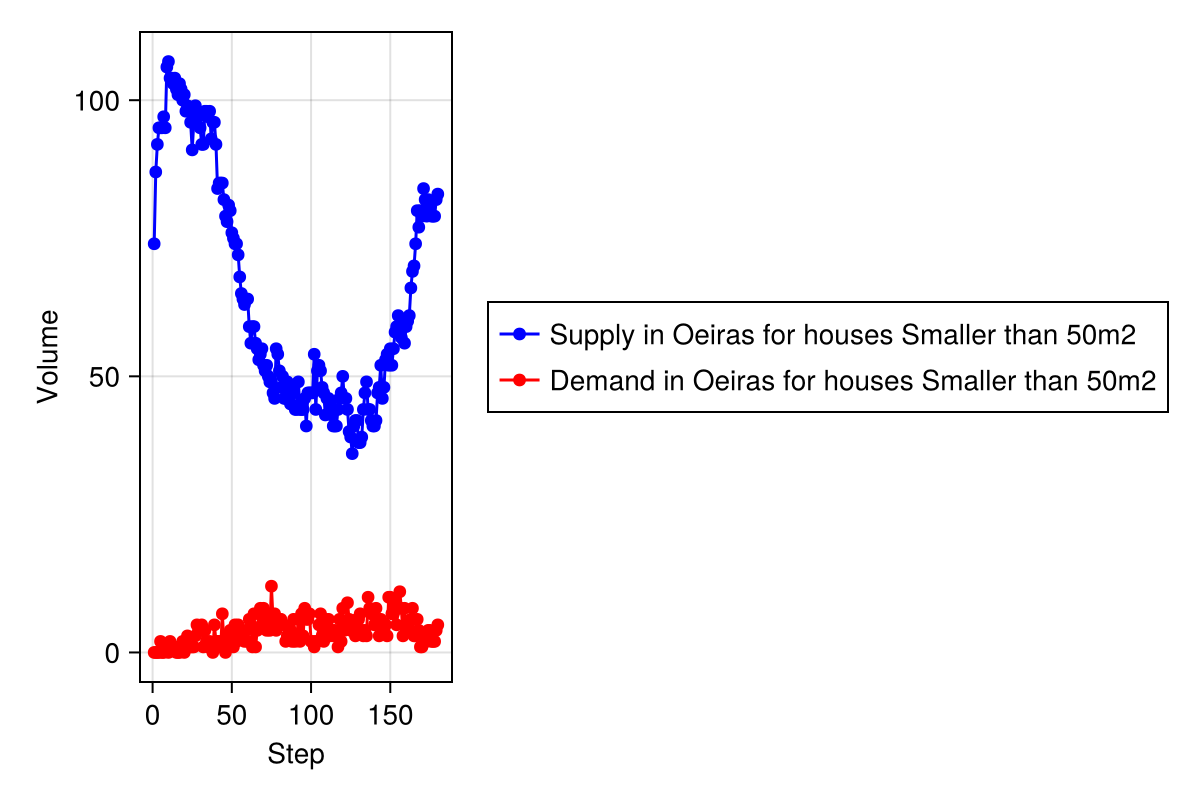 100
50
0
Volume
0 50 100 150
Step
Supply in Oeiras for houses Smaller than 50m2
Demand in Oeiras for houses Smaller than 50m2